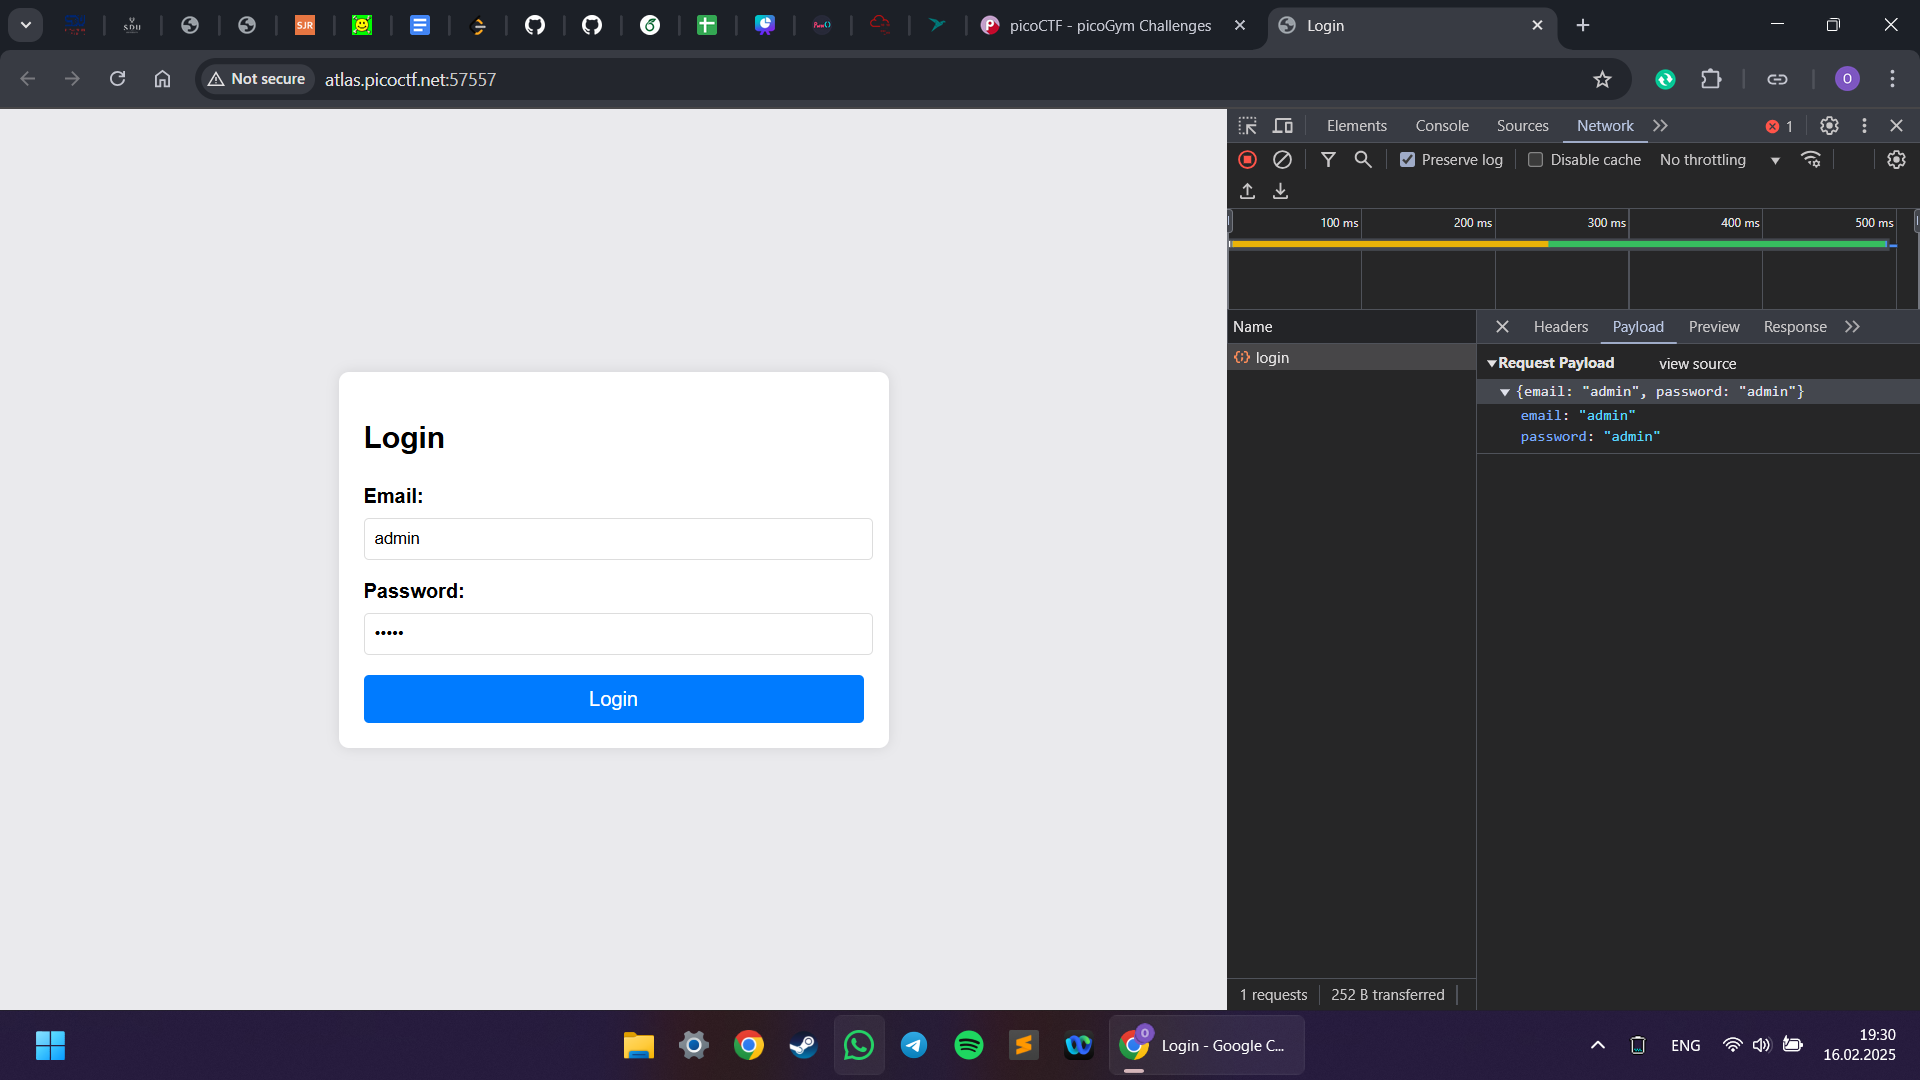 SJR
picoCTF - picoGym Challenges
Login
Not secure
atlas.picoctf.net:57557
O
Elements
Console
Sources
Network
1
Preserve log
Disable cache
No throttling
100 ms
200 ms
300 ms
400 ms
500 ms
Name
Headers
Payload
Preview
Response
login
Request Payload
view source
{email: "admin", password: "admin"}
email: "admin"
password: "admin"
Login
Email:
admin
Password:
•••••
Login
1 requests
252 B transferred
Login - Google C...
ENG
19:30
16.02.2025